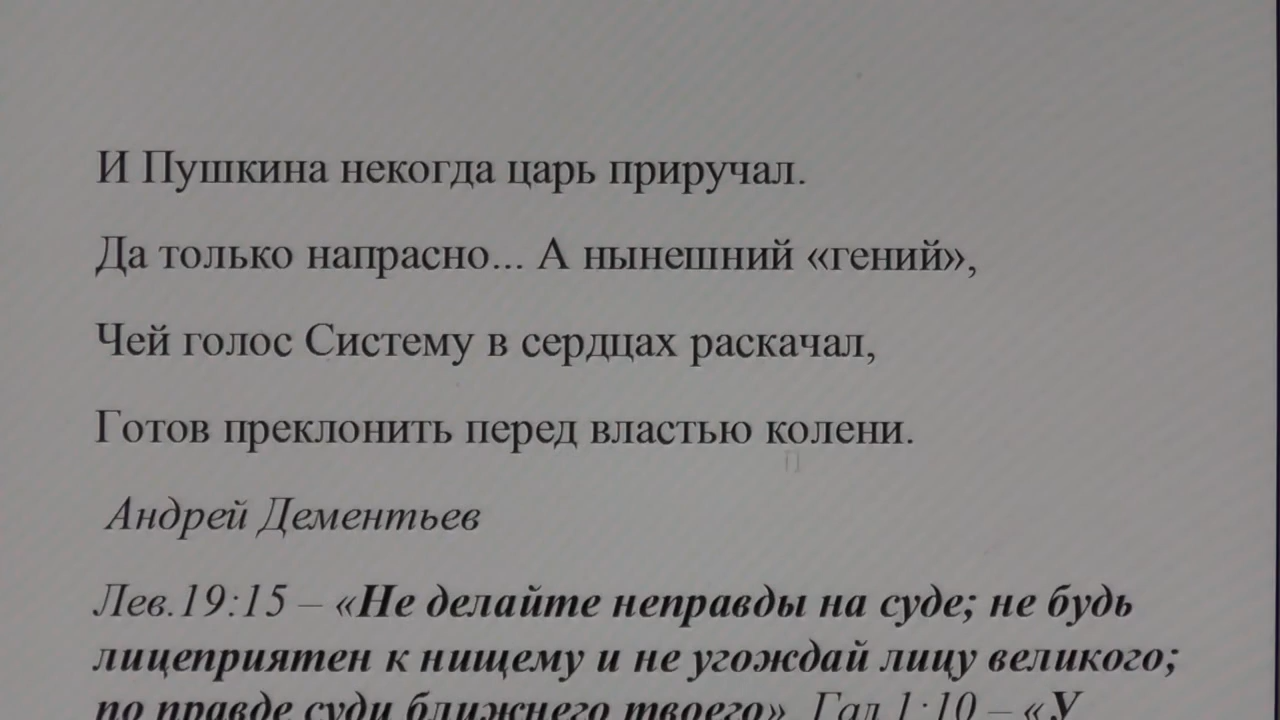 И Пушкина некогда царь приручал.
Да только напрасно... А нынешний «гений»,
Чей голос Систему в сердцах раскачал,
Готов преклонить перед властью колени.
Андрей Дементьев
Лев.19:15 – «Не делайте неправды на суде; не будь
лицеприятен к нищему и не угождай лицу великого;
по правде суди ближнего твоего» Гал 1:10 – «У